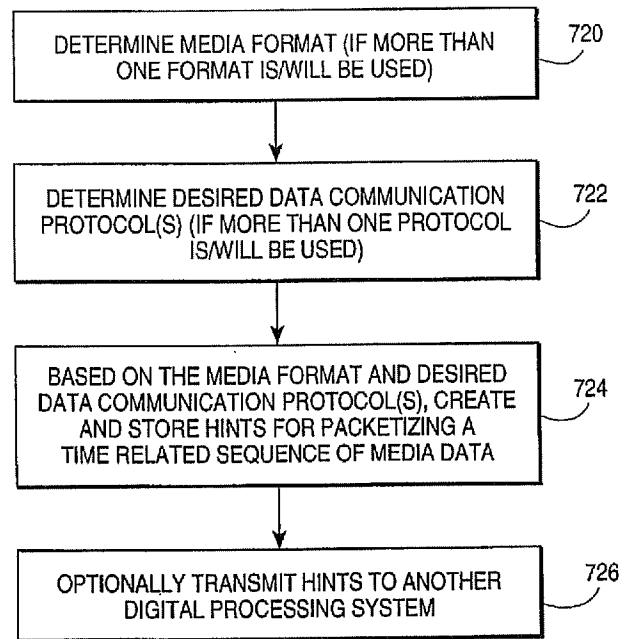 DETERMINE MEDIA FORMAT (IF MORE THAN
ONE FORMAT IS/WILL BE USED)
720
DETERMINE DESIRED DATA COMMUNICATION
PROTOCOL(S) (IF MORE THAN ONE PROTOCOL
IS/WILL BE USED)
722
BASED ON THE MEDIA FORMAT AND DESIRED
DATA COMMUNICATION PROTOCOL(S), CREATE
AND STORE HINTS FOR PACKETIZING A
TIME RELATED SEQUENCE OF MEDIA DATA
724
OPTIONALLY TRANSMIT HINTS TO ANOTHER
DIGITAL PROCESSING SYSTEM
726